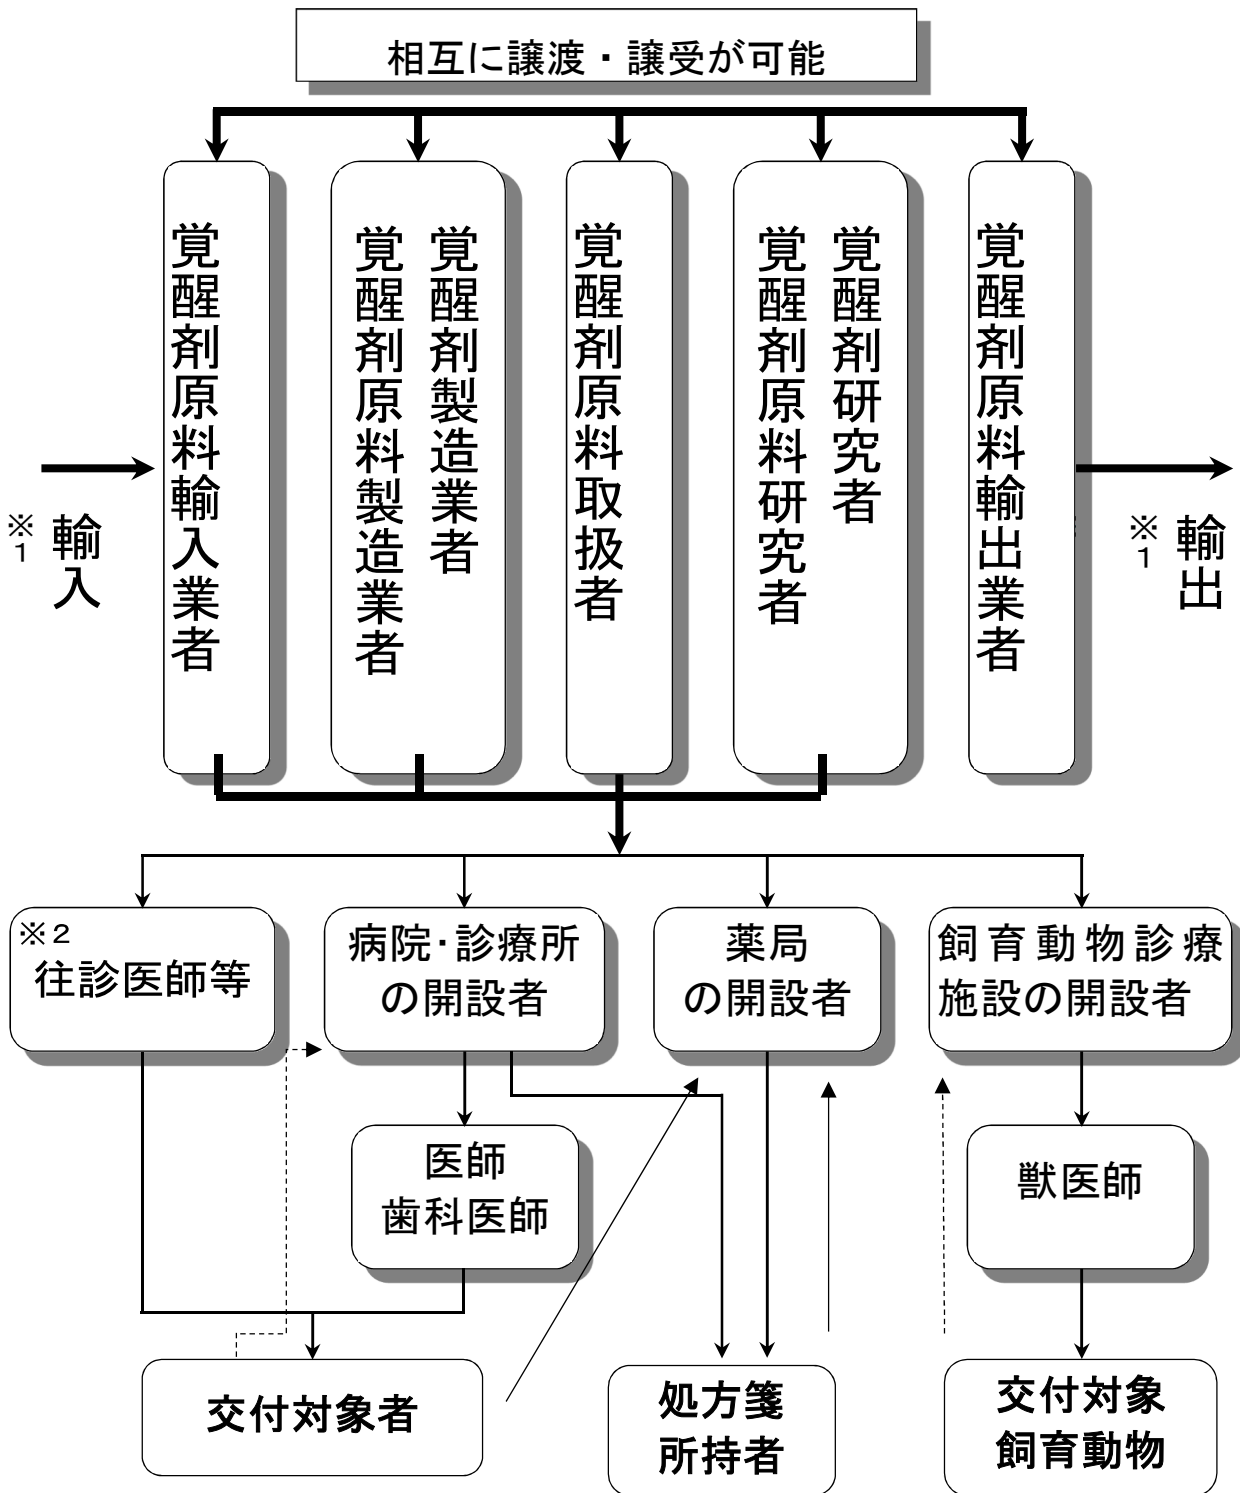 相互に譲渡・譲受が可能
※1
輸入
覚醒剤原料輸入業者
覚醒剤製造業者
覚醒剤原料製造業者
覚醒剤原料取扱者
覚醒剤研究者
覚醒剤原料研究者
覚醒剤原料輸出業者
※1
輸出
※2
往診医師等
病院・診療所
の開設者
薬局
の開設者
飼育動物診療
施設の開設者
医師
歯科医師
獣医師
交付対象者
処方箋
所持者
交付対象
飼育動物